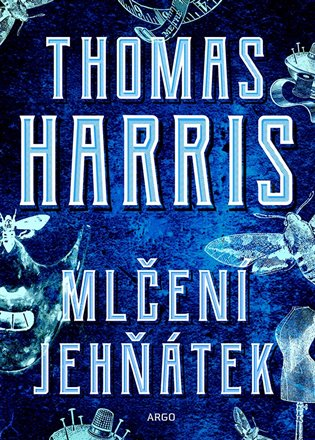 THOMAS
HARRIS
MLČENÍ
JEHŇÁTEK
ARGO